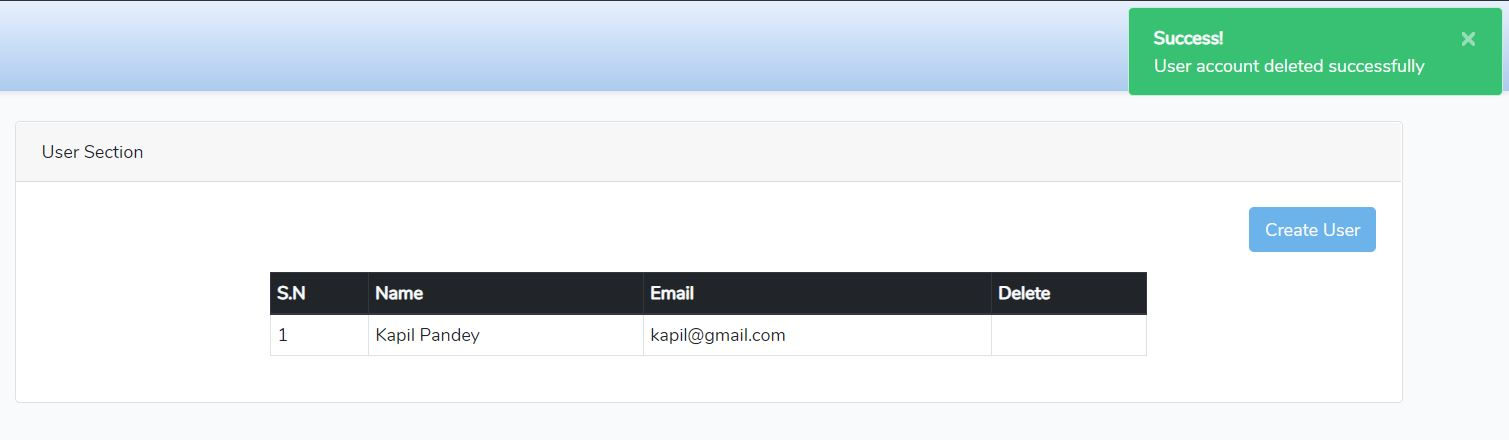 Success!
User account deleted successfully
User Section
Create User
S.N Name Email Delete
1 Kapil Pandey kapil@gmail.com